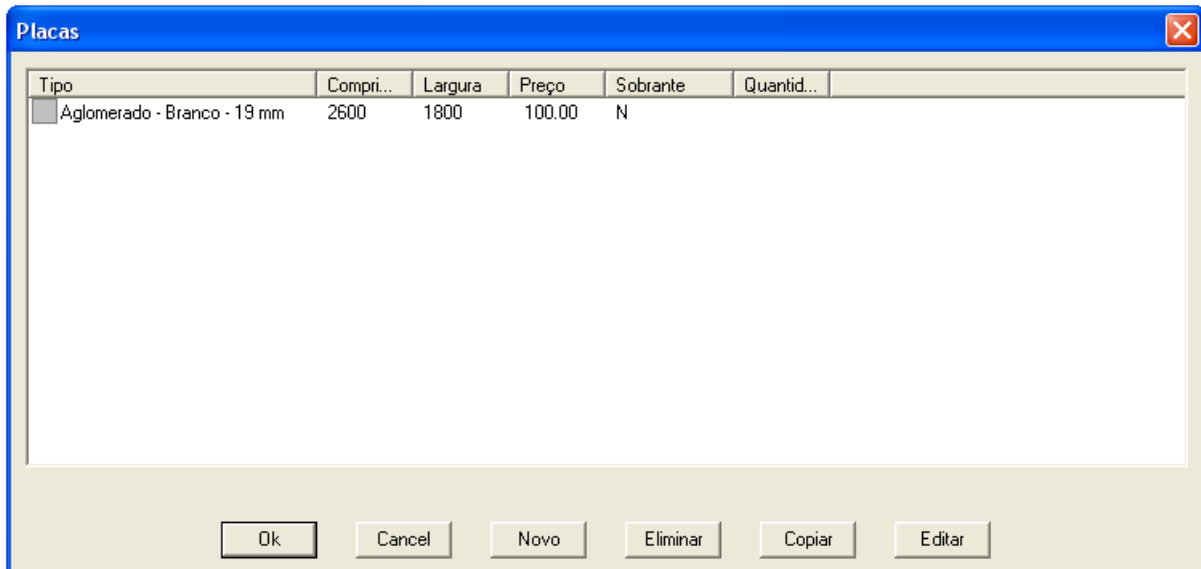 Placas
Tipo Compri... Largura Preço Sobrante Quantid...
Aglomerado - Branco - 19 mm 2600 1800 100.00 N
Ok Cancel Novo Eliminar Copiar Editar